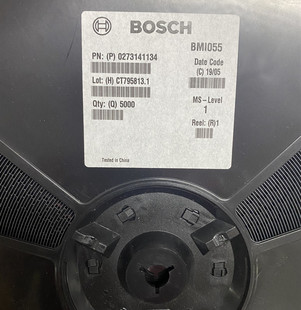 BOSCH
BMI055
PN: (P) 0273141134
Date Code
(C) 19/05
Lot: (H) CT795813.1
MS-Level
1
Qty: (Q) 5000
Reel: (R)1
Tested in China